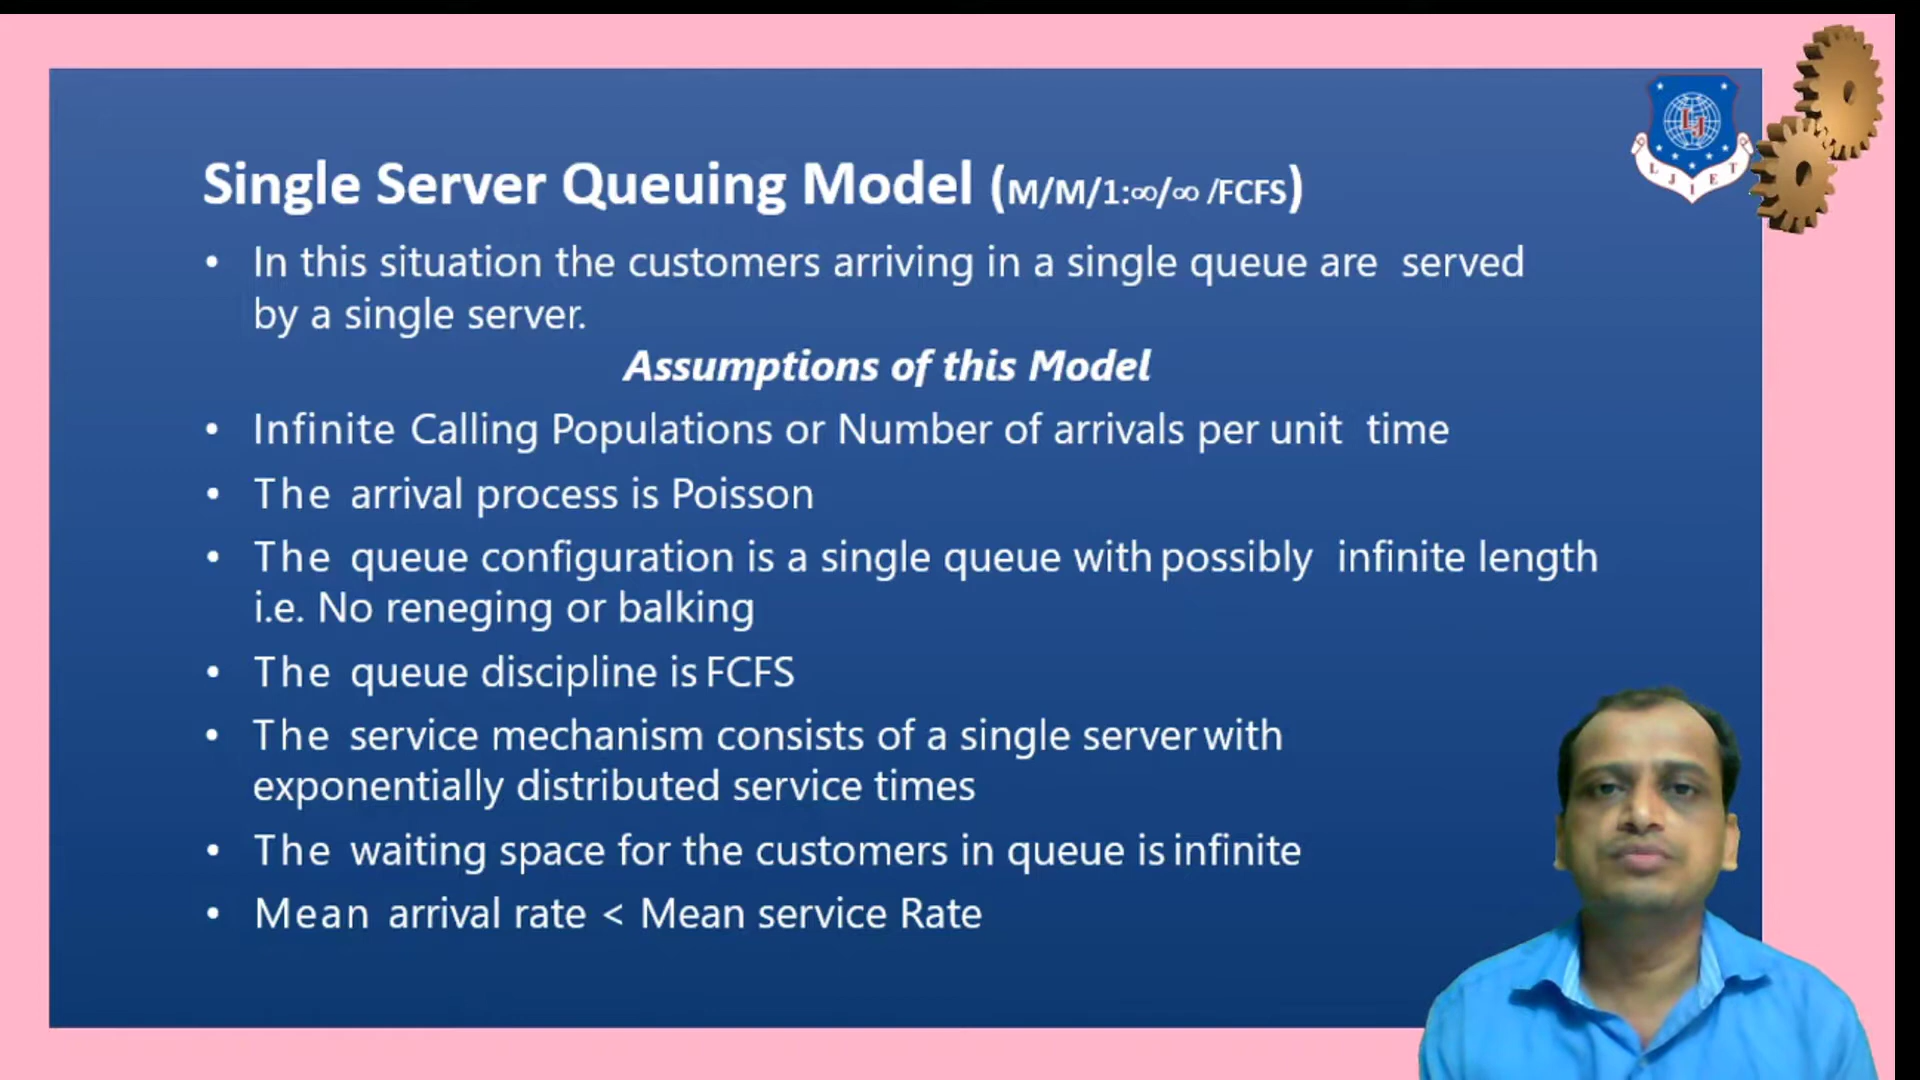 Single Server Queuing Model (M/M/1:∞/∞ /FCFS)
• In this situation the customers arriving in a single queue are served
by a single server.
Assumptions of this Model
• Infinite Calling Populations or Number of arrivals per unit time
• The arrival process is Poisson
• The queue configuration is a single queue with possibly infinite length
i.e. No reneging or balking
• The queue discipline is FCFS
• The service mechanism consists of a single server with
exponentially distributed service times
• The waiting space for the customers in queue is infinite
• Mean arrival rate < Mean service Rate
LJ
LJIET